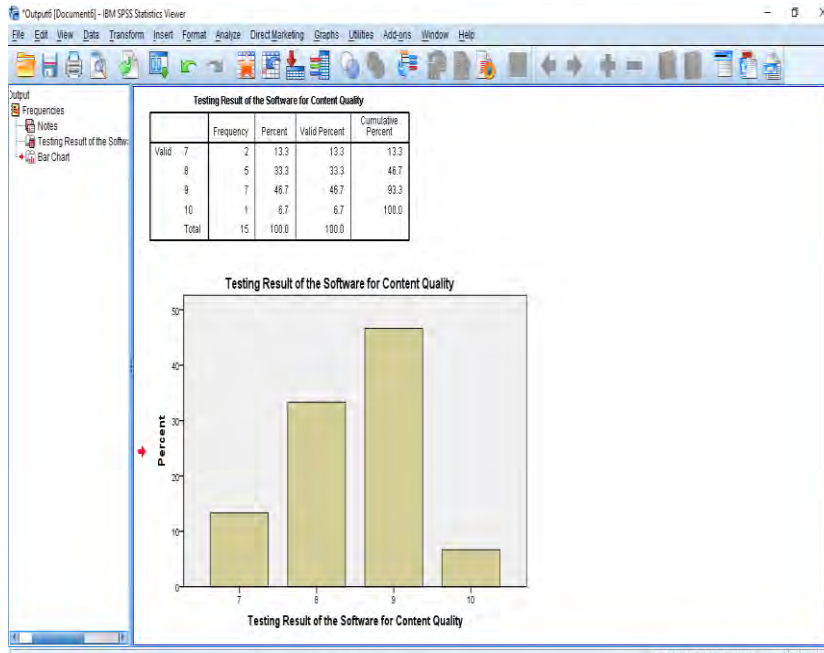 *Output6 [Document6] - IBM SPSS Statistics Viewer
File Edit View Data Transform Insert Format Analyze Direct Marketing Graphs Utilities Add-ons Window Help
Output
Frequencies
Notes
Testing Result of the Softw
Bar Chart
Testing Result of the Software for Content Quality
Frequency Percent Valid Percent Cumulative Percent
Valid 7 2 13.3 13.3 13.3
8 5 33.3 33.3 46.7
9 7 46.7 46.7 93.3
10 1 6.7 6.7 100.0
Total 15 100.0 100.0
Testing Result of the Software for Content Quality
50
40
30
20
10
0
Percent
7 8 9 10
Testing Result of the Software for Content Quality